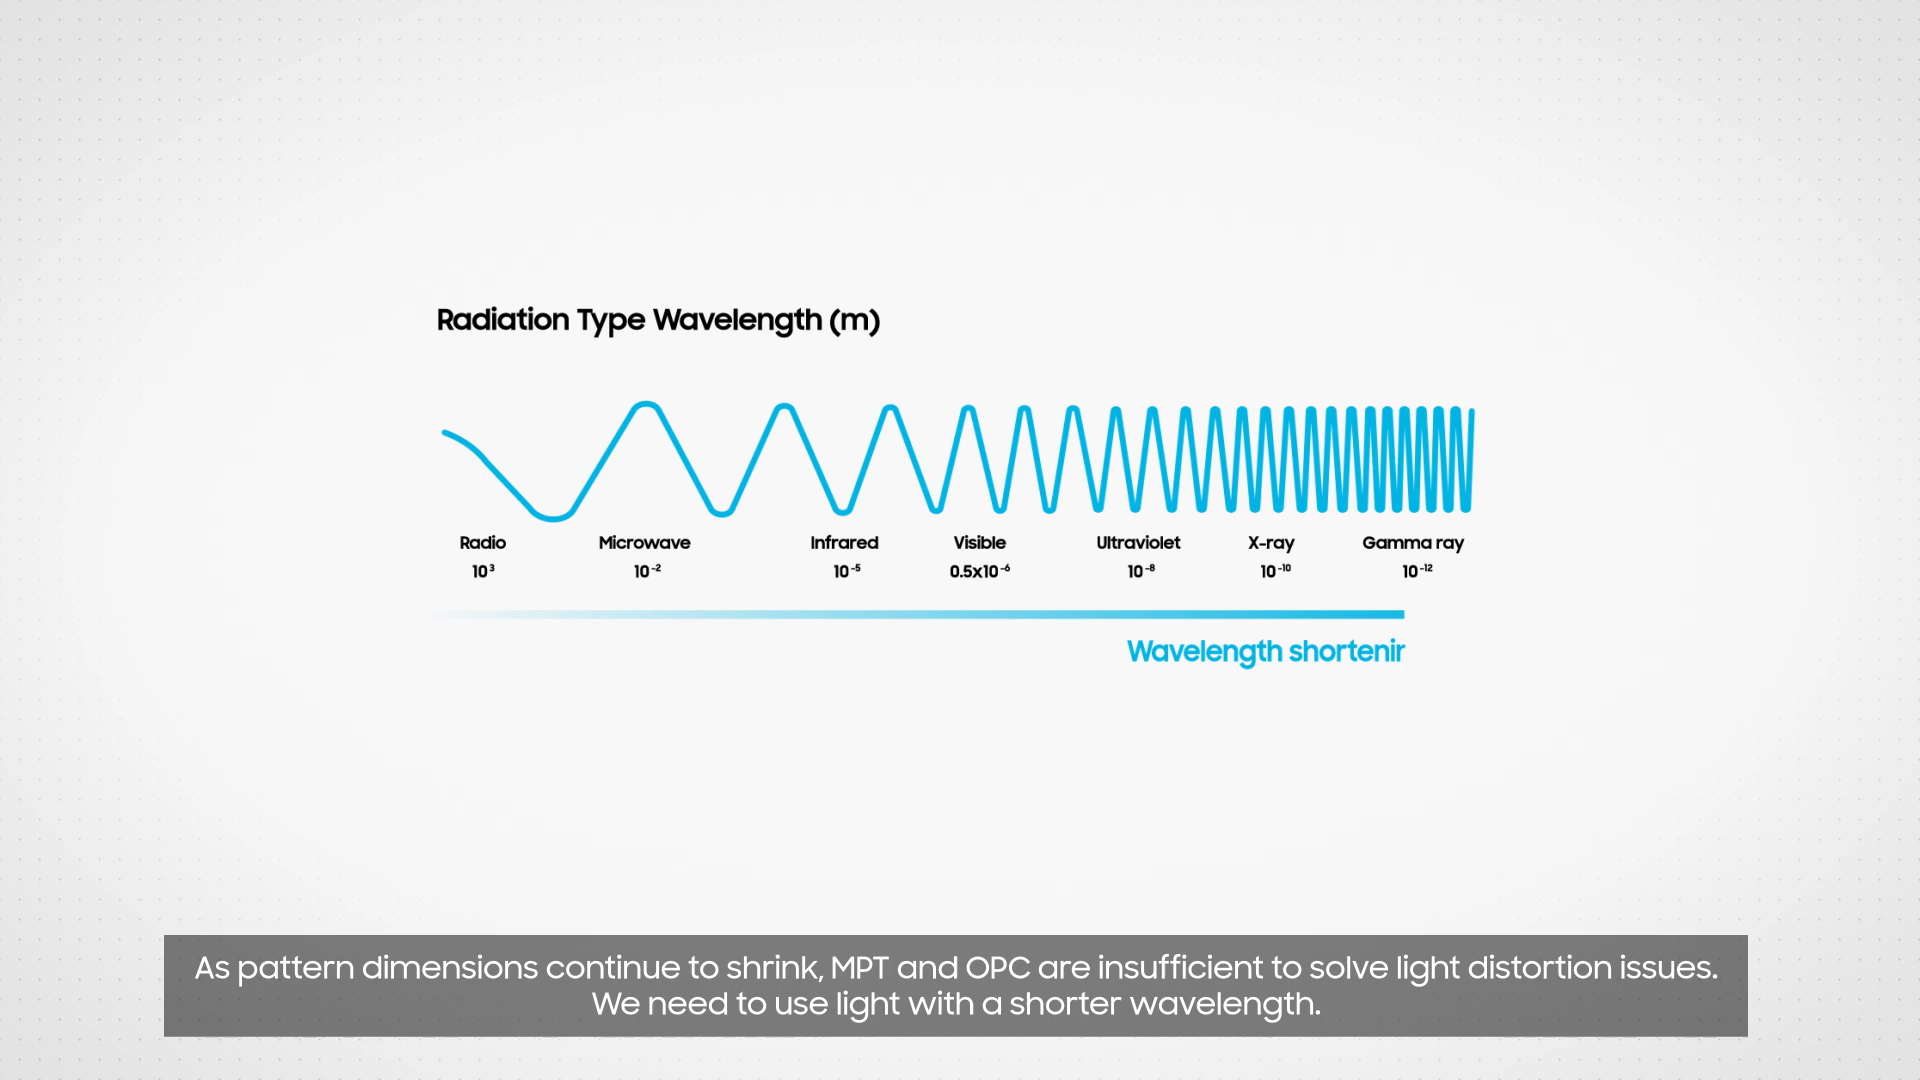 Radiation Type Wavelength (m)
Radio Microwave Infrared Visible Ultraviolet X-ray Gamma ray
10³ 10⁻² 10⁻⁵ 0.5x10⁻⁶ 10⁻⁸ 10⁻¹⁰ 10⁻¹²
Wavelength shortenir
As pattern dimensions continue to shrink, MPT and OPC are insufficient to solve light distortion issues.
We need to use light with a shorter wavelength.